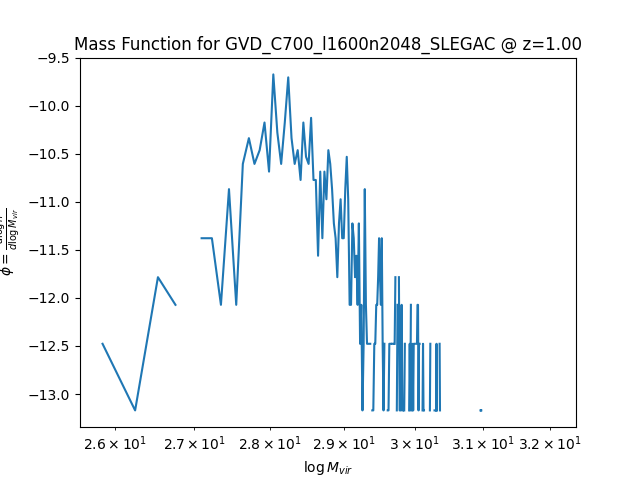 Mass Function for GVD_C700_l1600n2048_SLEGAC @ z=1.00
−9.5
−10.0
−10.5
−11.0
−11.5
−12.0
−12.5
−13.0
2.6 × 10¹ 2.7 × 10¹ 2.8 × 10¹ 2.9 × 10¹ 3 × 10¹ 3.1 × 10¹ 3.2 × 10¹
log M_vir